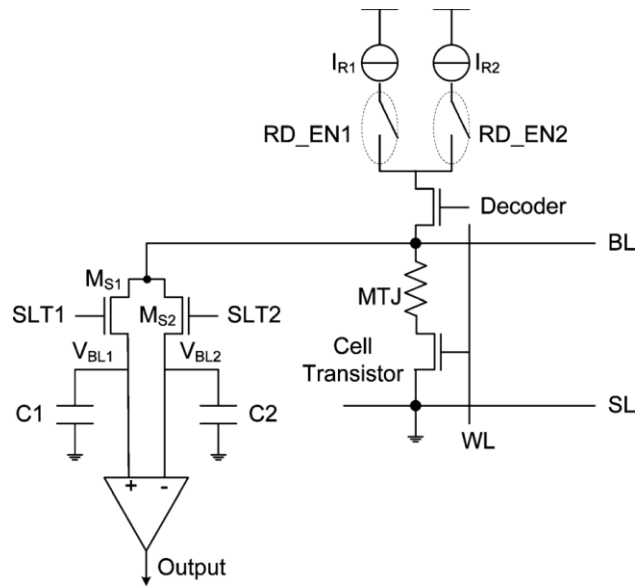 I_R1
I_R2
RD_EN1
RD_EN2
Decoder
BL
M_S1
MTJ
SLT1
M_S2
SLT2
V_BL1
V_BL2
Cell
Transistor
C1
C2
SL
WL
+
-
Output